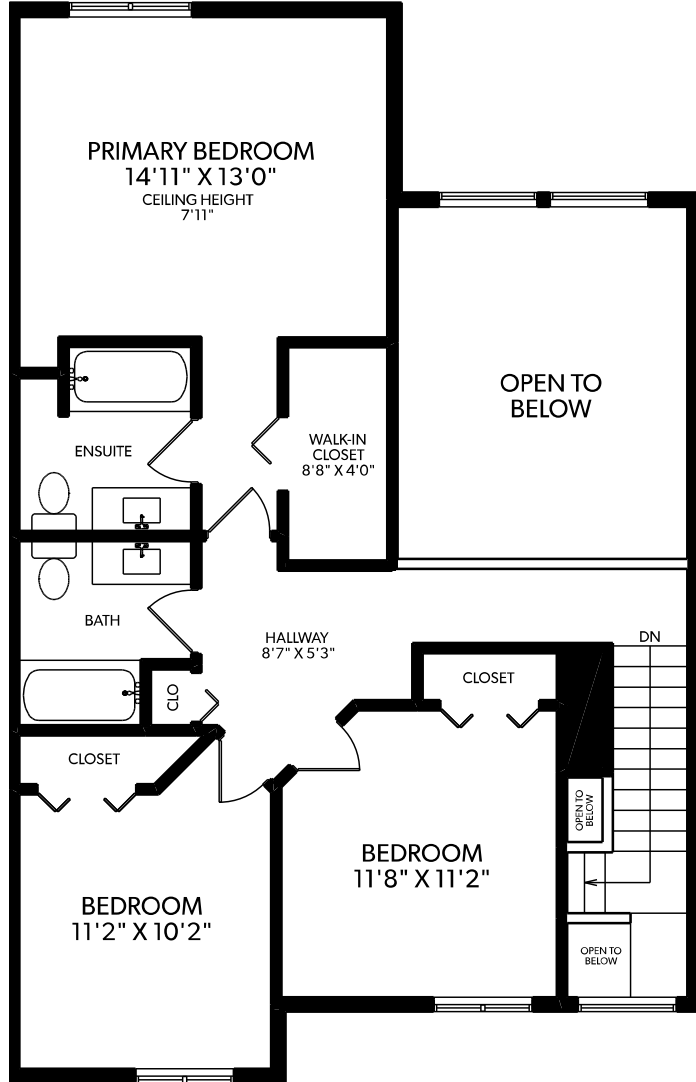 PRIMARY BEDROOM
14'11" X 13'0"
CEILING HEIGHT
7'11"
OPEN TO
BELOW
ENSUITE
WALK-IN
CLOSET
8'8" X 4'0"
BATH
HALLWAY
8'7" X 5'3"
DN
CLO
CLOSET
CLOSET
OPEN TO
BELOW
BEDROOM
11'8" X 11'2"
BEDROOM
11'2" X 10'2"
OPEN TO
BELOW